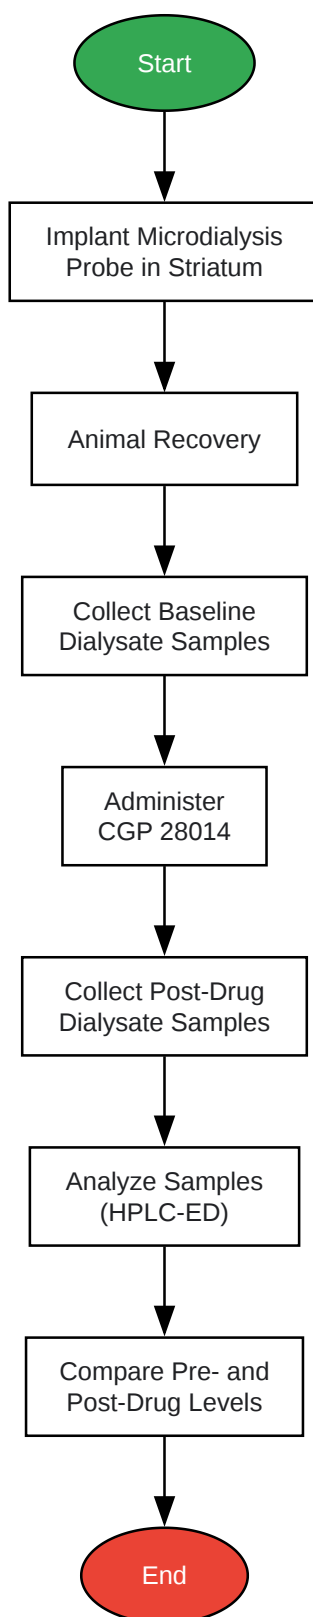 Start
Implant Microdialysis
Probe in Striatum
Animal Recovery
Collect Baseline
Dialysate Samples
Administer
CGP 28014
Collect Post-Drug
Dialysate Samples
Analyze Samples
(HPLC-ED)
Compare Pre- and
Post-Drug Levels
End